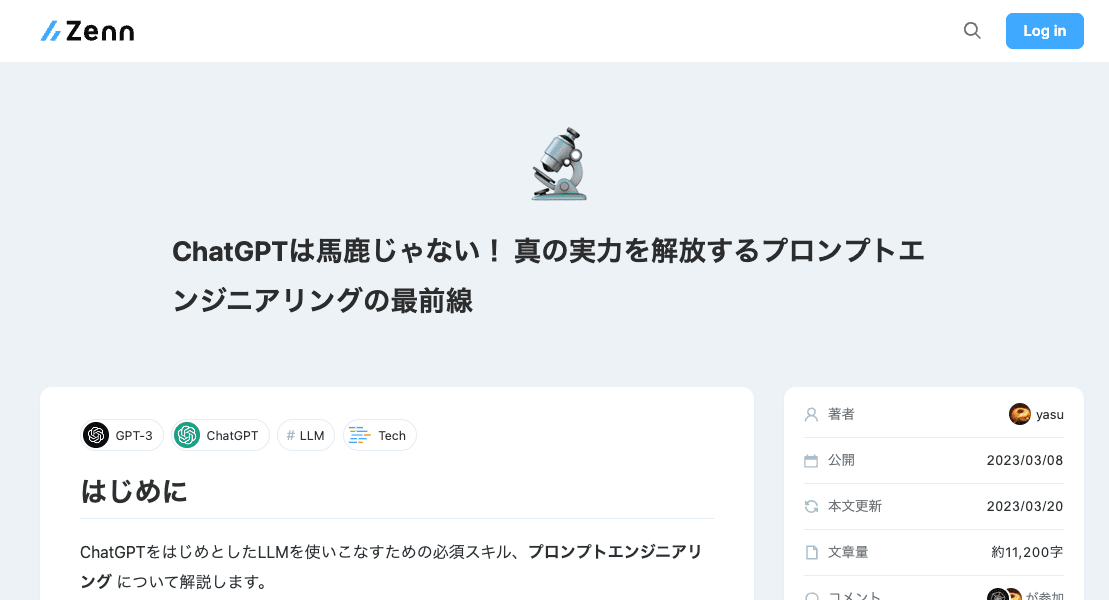 Zenn
Log in
ChatGPTは馬鹿じゃない！ 真の実力を解放するプロンプトエ
ンジニアリングの最前線
GPT-3
ChatGPT
# LLM
Tech
はじめに
ChatGPTをはじめとしたLLMを使いこなすための必須スキル、プロンプトエンジニアリ
ング について解説します。
著者 yasu
公開 2023/03/08
本文更新 2023/03/20
文章量 約11,200字
コメント が参加